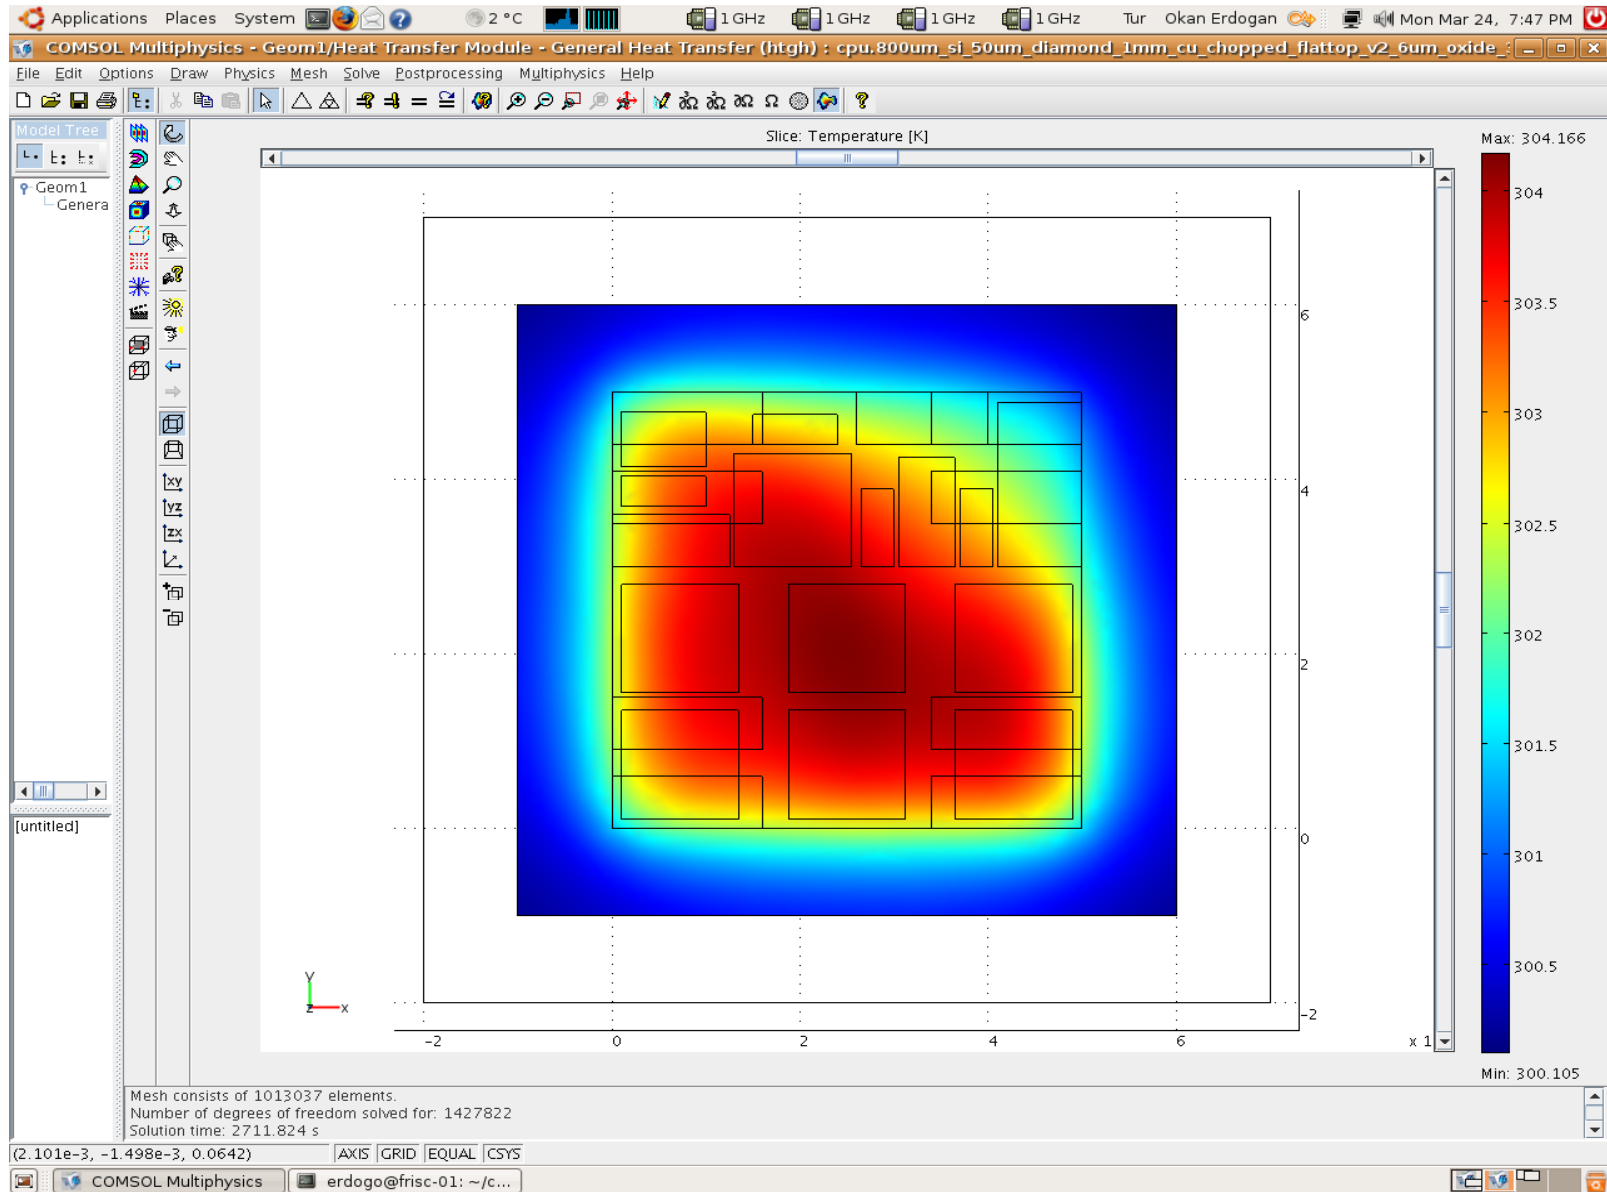 Applications Places System 2 °C 1 GHz 1 GHz 1 GHz 1 GHz Tur Okan Erdogan Mon Mar 24, 7:47 PM
COMSOL Multiphysics - Geom1/Heat Transfer Module - General Heat Transfer (htgh) : cpu.800um_si_50um_diamond_1mm_cu_chopped_flattop_v2_6um_oxide_
File Edit Options Draw Physics Mesh Solve Postprocessing Multiphysics Help
Model Tree
Geom1
Genera
[untitled]
xy
yz
zx
Slice: Temperature [K]
Max: 304.166
304
303.5
303
302.5
302
301.5
301
300.5
Min: 300.105
6
4
2
0
-2
-2 0 2 4 6 x 1
y
z x
Mesh consists of 1013037 elements.
Number of degrees of freedom solved for: 1427822
Solution time: 2711.824 s
(2.101e-3, -1.498e-3, 0.0642) AXIS GRID EQUAL CSYS
COMSOL Multiphysics erdogo@frisc-01: ~/c...